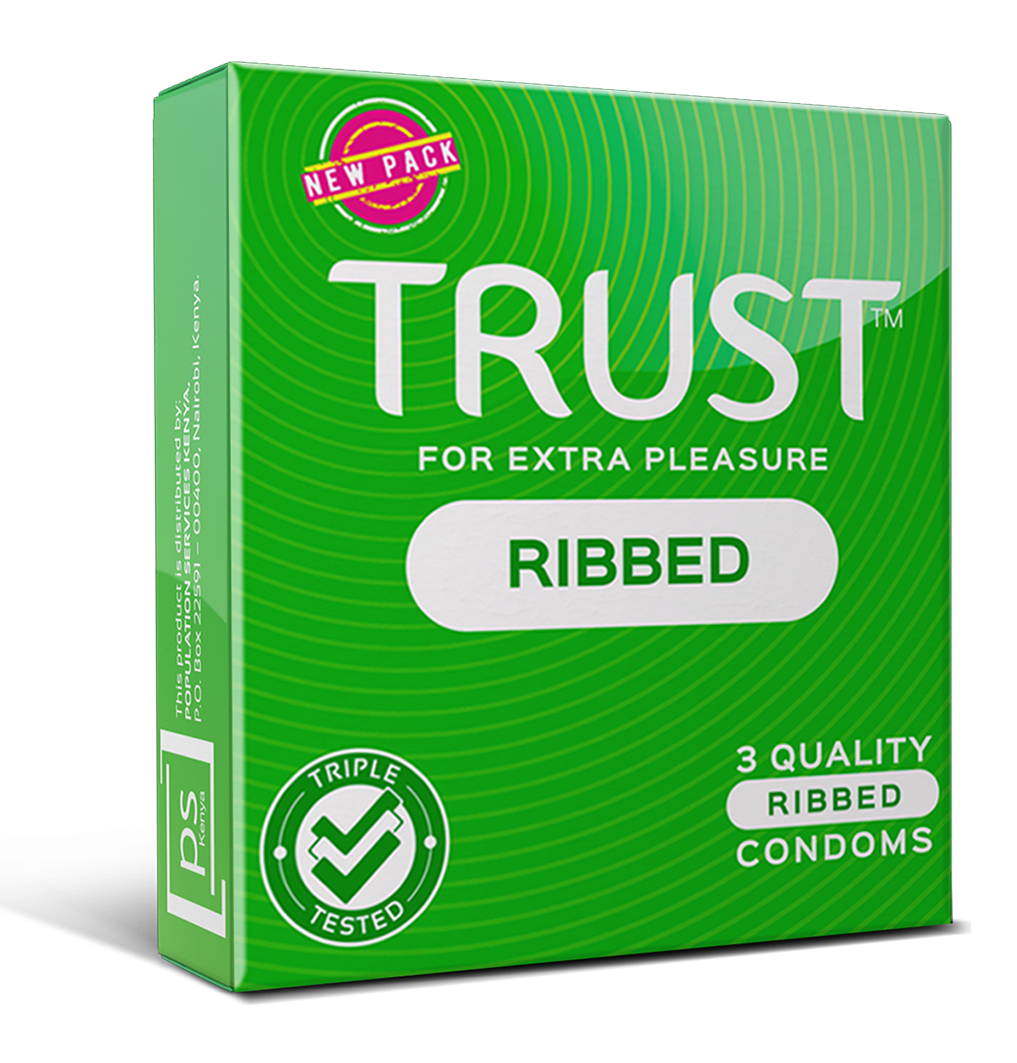 NEW PACK
TRUST™
FOR EXTRA PLEASURE
RIBBED
3 QUALITY
RIBBED
CONDOMS
TRIPLE
TESTED
This product is distributed by:
POPULATION SERVICES KENYA.
P.O. Box 22591 – 00400, Nairobi, Kenya.
ps
Kenya